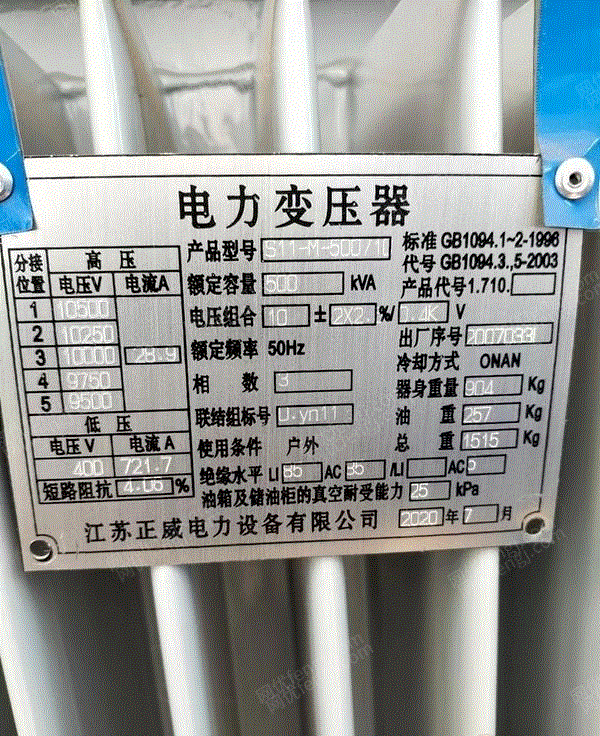 电力变压器
产品型号 S11-M-500/10
标准 GB1094.1~2-1996
代号 GB1094.3.,5-2003
额定容量 500 kVA
产品代号1.710.
电压组合 10 ± 2X2. %/ 0.4K V
额定频率 50Hz
出厂序号 2007033
冷却方式 ONAN
相数 3
器身重量 904 Kg
联结组标号 yn11
油重 257 Kg
使用条件 户外
总重 1515 Kg
绝缘水平 LI 85 AC 85 /LI AC 5
油箱及储油柜的真空耐受能力 25 kPa
分接位置 高压
电压V 电流A
1 10500
2 10250
3 10000 28.9
4 9750
5 9500
低压
电压V 电流A
400 721.7
短路阻抗 4.06 %
江苏正威电力设备有限公司
2020 年 7 月